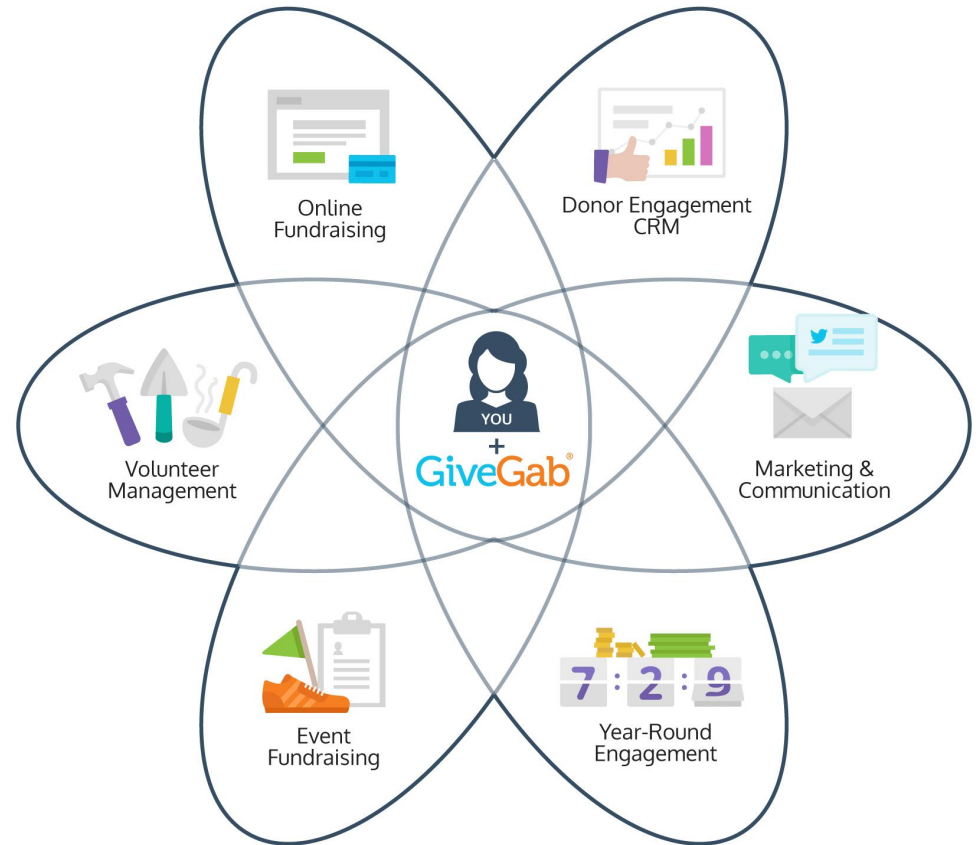 Online
Fundraising
Donor Engagement
CRM
Volunteer
Management
YOU
+
GiveGab®
Marketing &
Communication
Event
Fundraising
7:2:9
Year-Round
Engagement